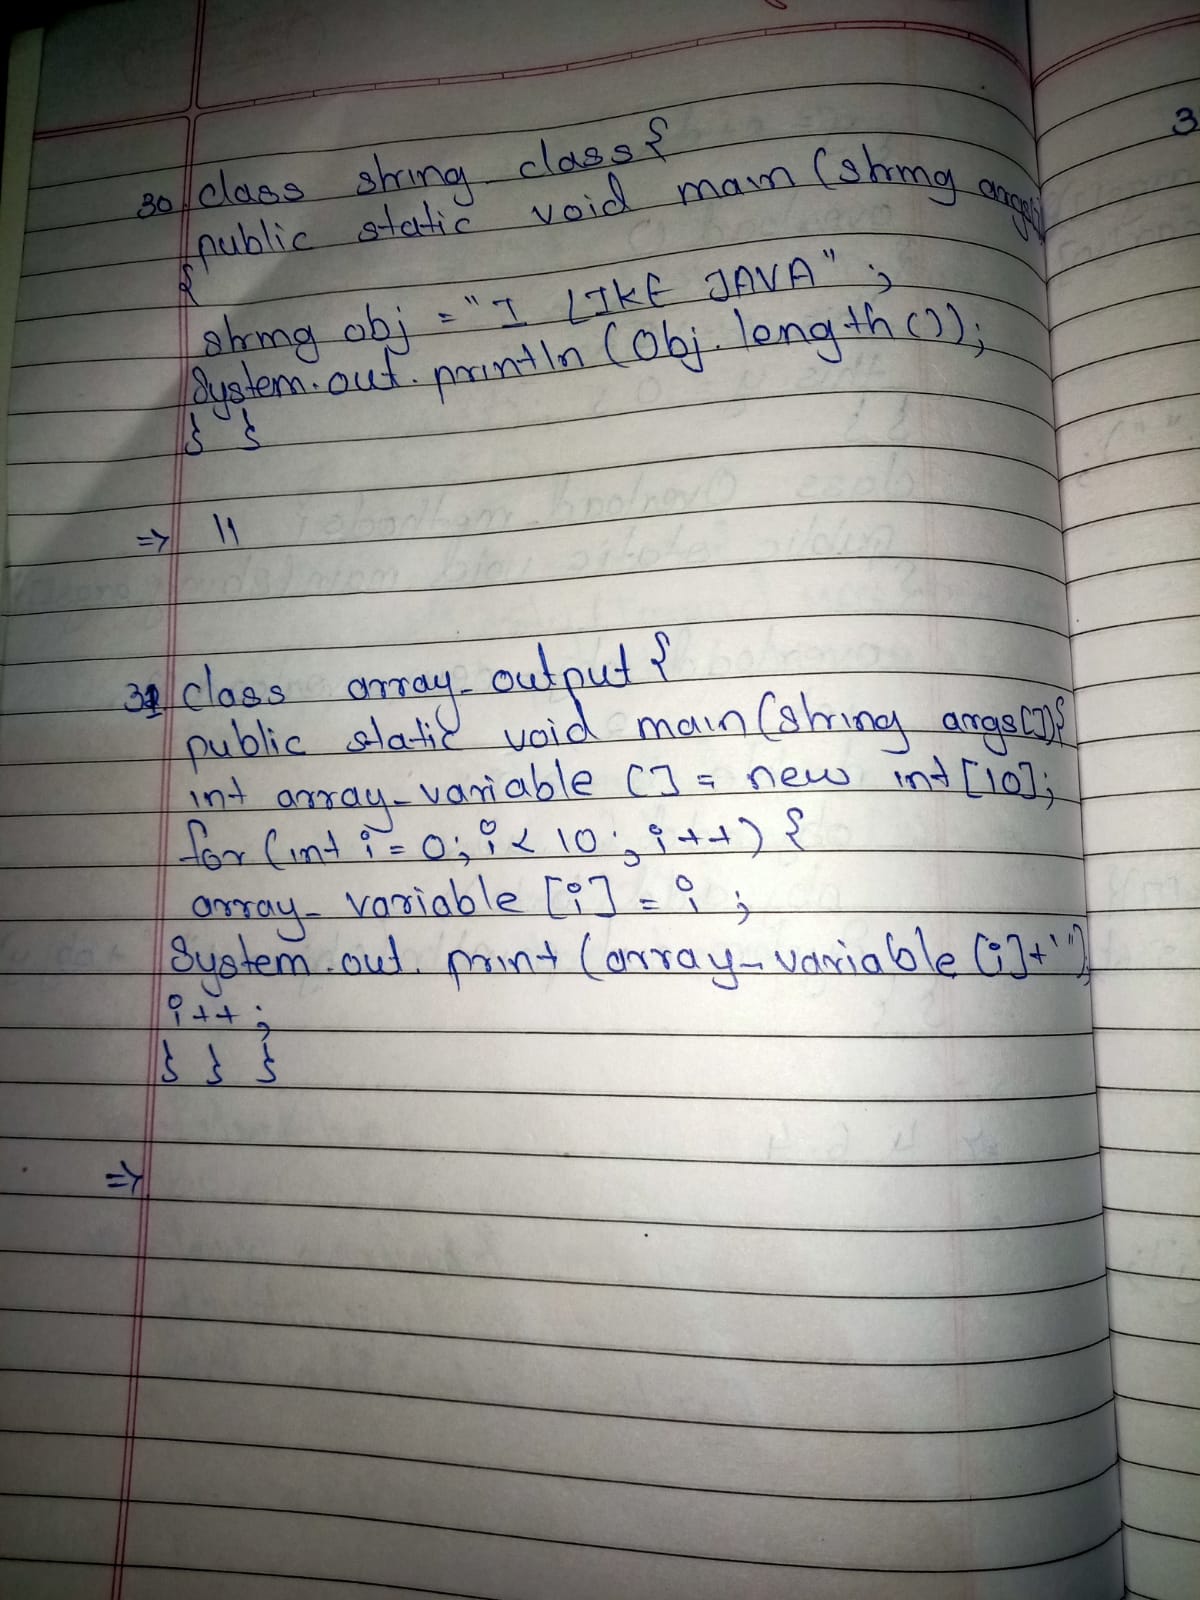 30. class string_class{
public static void main (string args[])
{
string obj = "I LIKE JAVA" ;
System.out.println (obj.length());
} }
⇒ 11
31 class array_output {
public static void main (string args[]){
int array_variable [] = new int [10];
for (int i = 0; i < 10 ; i++) {
array_variable [i] = i ;
System.out.print (array_variable [i]+" ")
i++ ;
} } }
⇒
3